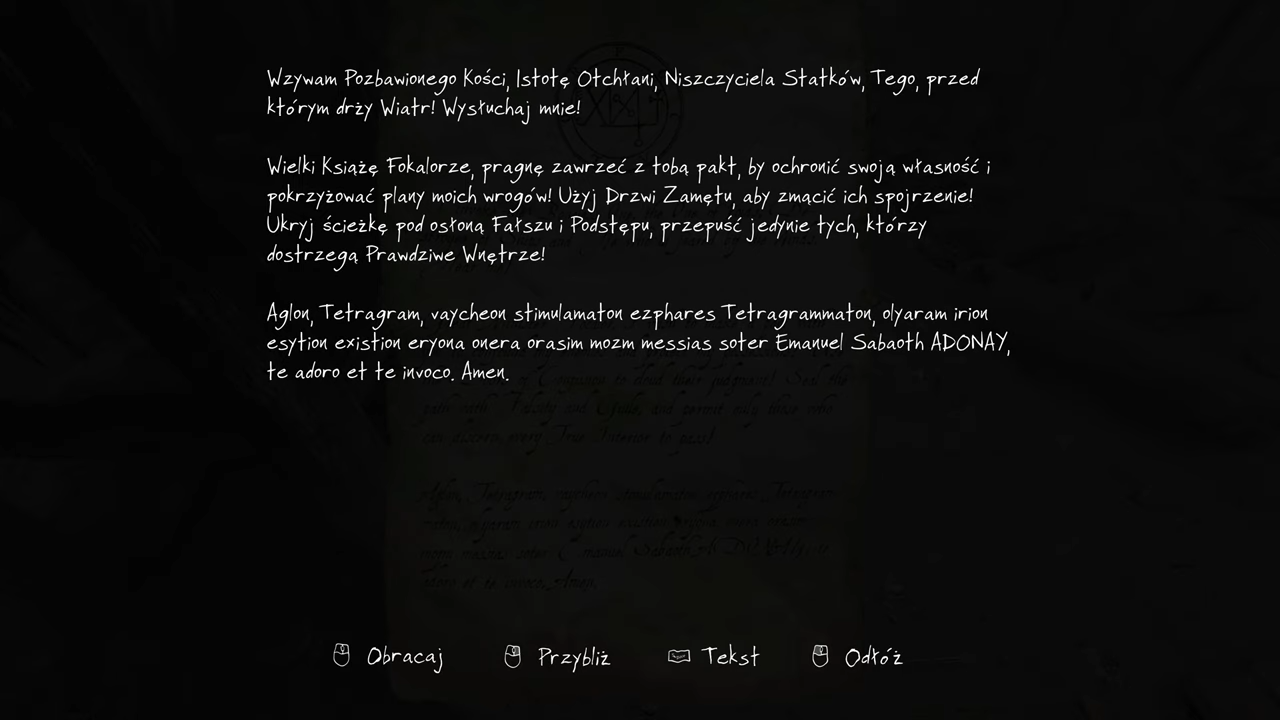 Wzywam Pozbawionego Kości, Istotę Otchłani, Niszczyciela Statków, Tego, przed
którym drży Wiatr! Wysłuchaj mnie!
Wielki Książę Fokalorze, pragnę zawrzeć z tobą pakt, by ochronić swoją własność i
pokrzyżować plany moich wrogów! Użyj Drzwi Zamętu, aby zmącić ich spojrzenie!
Ukryj ścieżkę pod osłoną Fałszu i Podstępu, przepuść jedynie tych, którzy
dostrzegą Prawdziwe Wnętrze!
Aglon, Tetragram, vaycheon stimulamaton ezphares Tetragrammaton, olyaram irion
esytion existion eryona onera orasim mozm messias soter Emanuel Sabaoth ADONAY,
te adoro et te invoco. Amen.
Obracaj Przybliż Tekst Odłóż